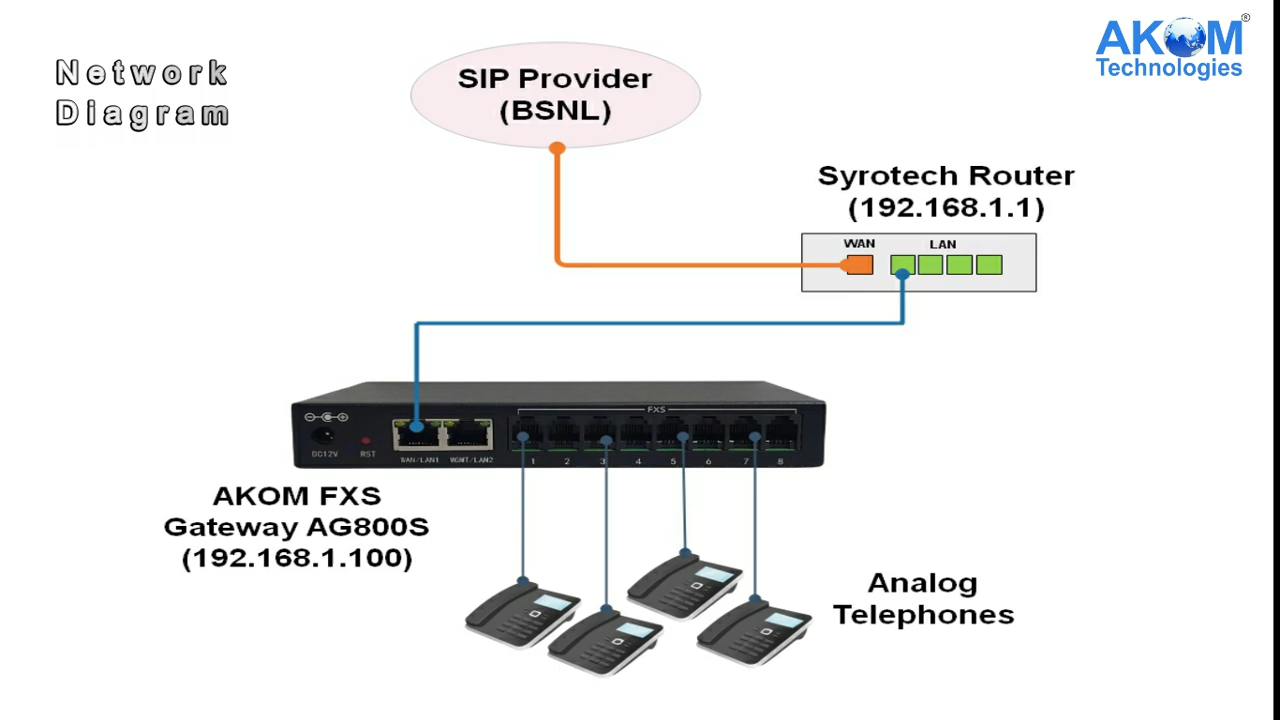 Network
Diagram
AKOM®
Technologies
SIP Provider
(BSNL)
Syrotech Router
(192.168.1.1)
WAN LAN
FXS
DC12V RST WAN/LAN1 MGMT/LAN2 1 2 3 4 5 6 7 8
AKOM FXS
Gateway AG800S
(192.168.1.100)
Analog
Telephones